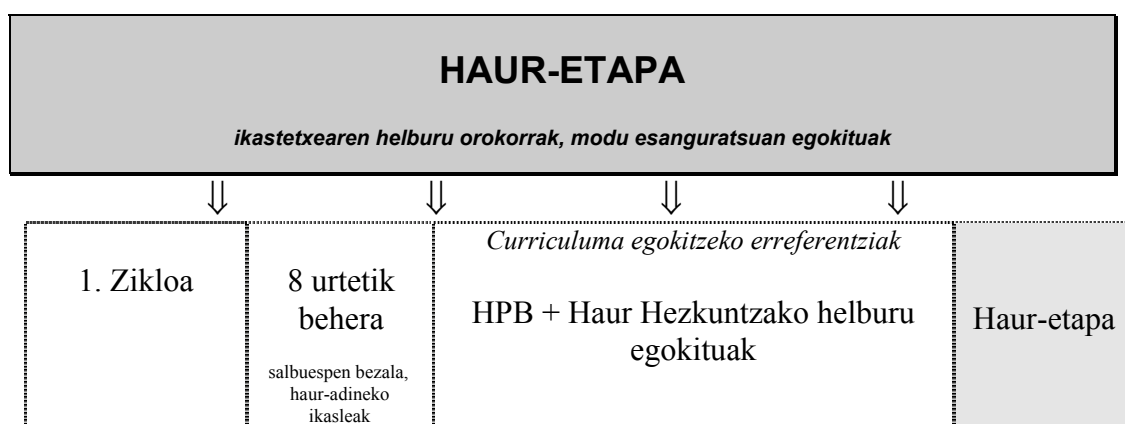 HAUR-ETAPA
ikastetxearen helburu orokorrak, modu esanguratsuan egokituak
⇓ ⇓ ⇓ ⇓
1. Zikloa
8 urtetik
behera
salbuespen bezala,
haur-adineko
ikasleak
Curriculuma egokitzeko erreferentziak
HPB + Haur Hezkuntzako helburu
egokituak
Haur-etapa